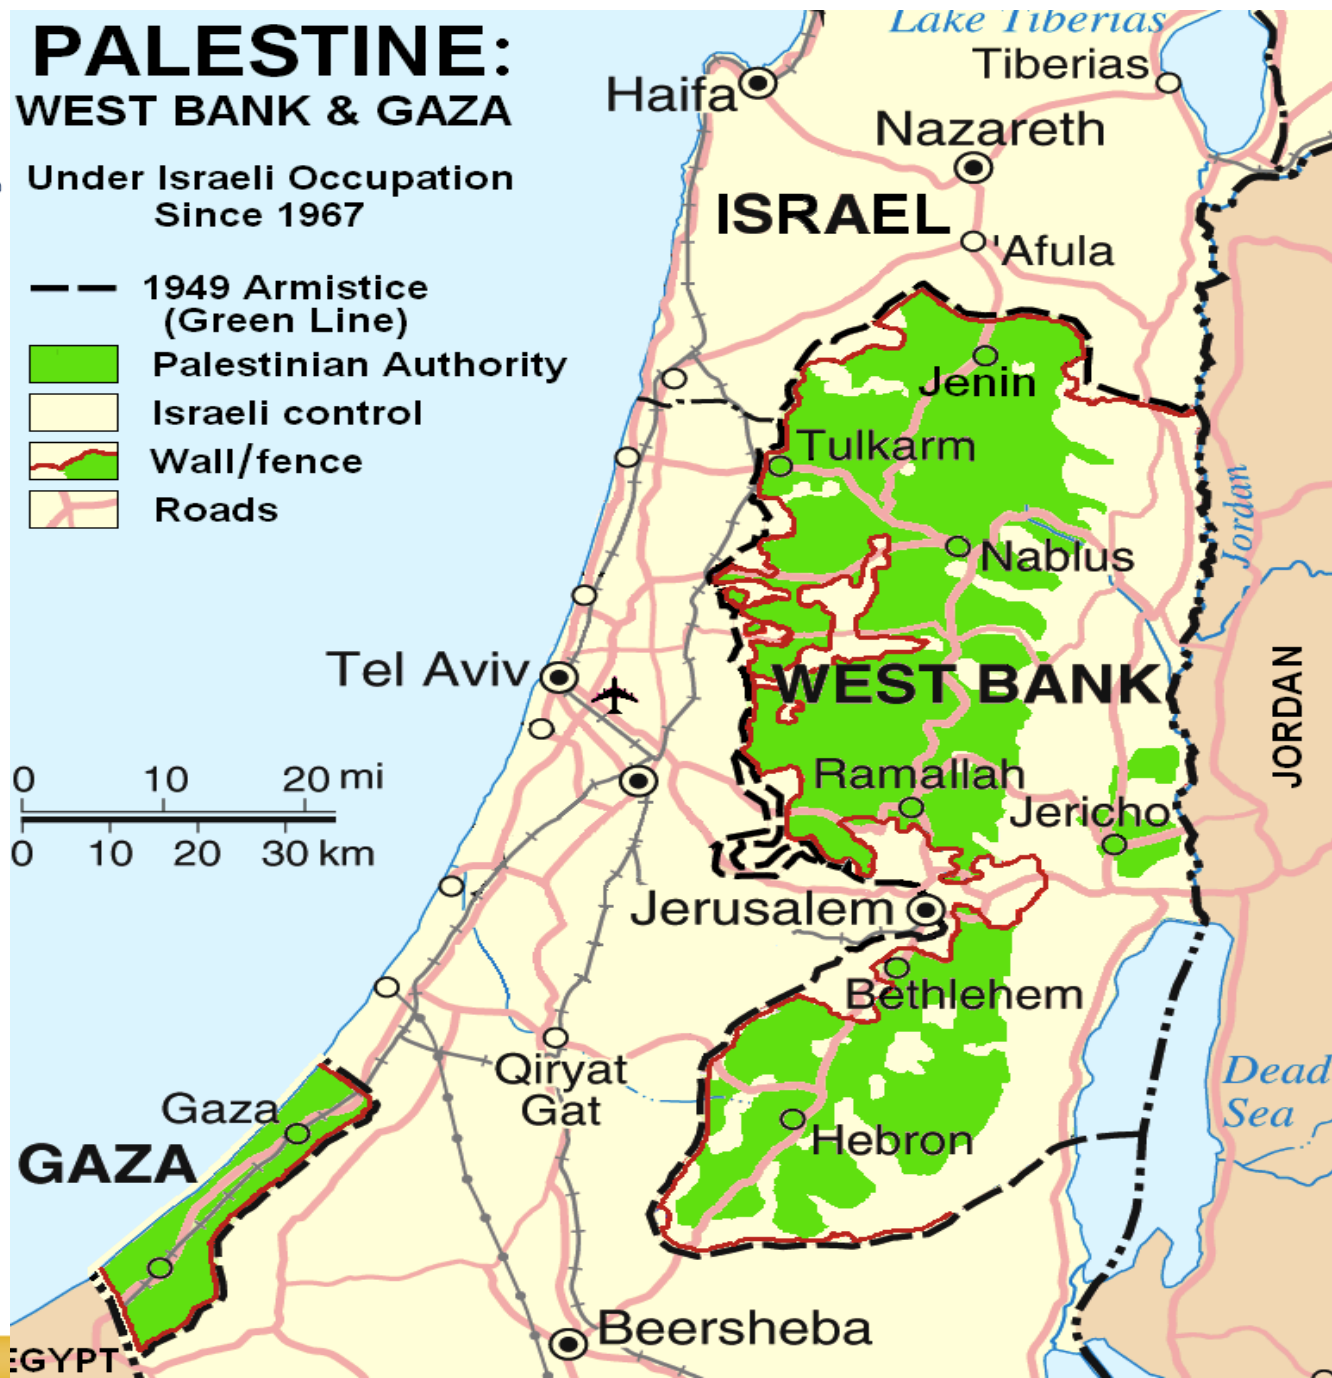 PALESTINE:
WEST BANK & GAZA
Under Israeli Occupation
Since 1967
1949 Armistice
(Green Line)
Palestinian Authority
Israeli control
Wall/fence
Roads
Lake Tiberias
Tiberias
Haifa
Nazareth
ISRAEL
'Afula
Jenin
Tulkarm
Nablus
Jordan
Tel Aviv
WEST BANK
JORDAN
0 10 20 mi
0 10 20 30 km
Ramallah
Jericho
Jerusalem
Bethlehem
Qiryat
Gat
Dead
Sea
Gaza
GAZA
Hebron
Beersheba
EGYPT